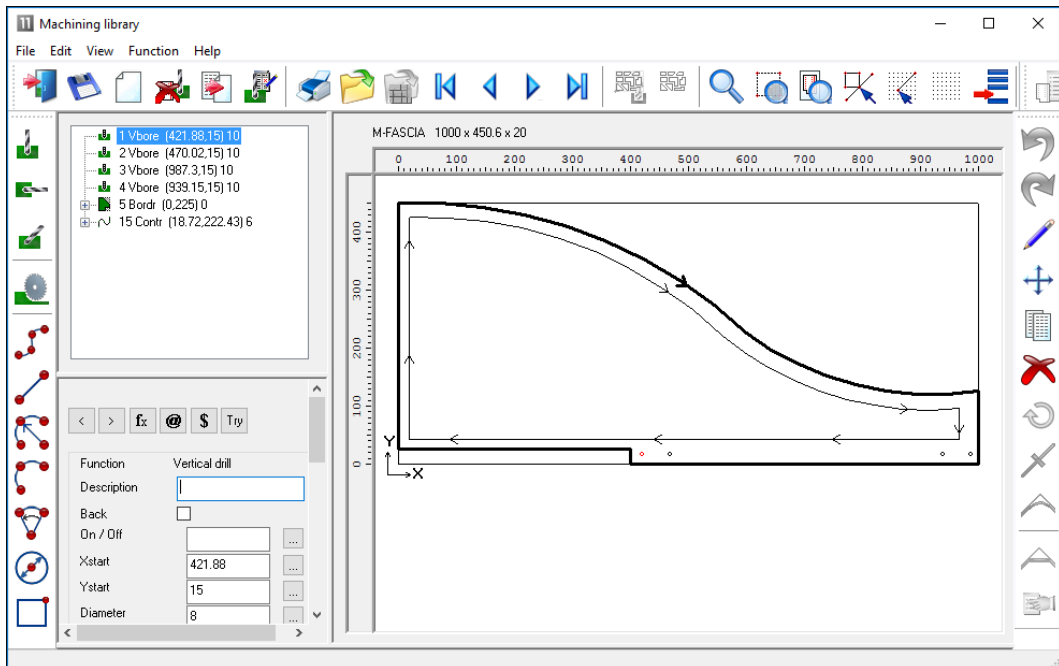 11 Machining library
File Edit View Function Help
1 Vbore (421.88,15) 10
2 Vbore (470.02,15) 10
3 Vbore (987.3,15) 10
4 Vbore (939.15,15) 10
5 Bordr (0,225) 0
15 Contr (18.72,222.43) 6
M-FASCIA 1000 x 450.6 x 20
0 100 200 300 400 500 600 700 800 900 1000
400
300
200
100
0
Y
X
< > fx @ $ Try
Function Vertical drill
Description
Back
On / Off ...
Xstart 421.88 ...
Ystart 15 ...
Diameter 8 ...